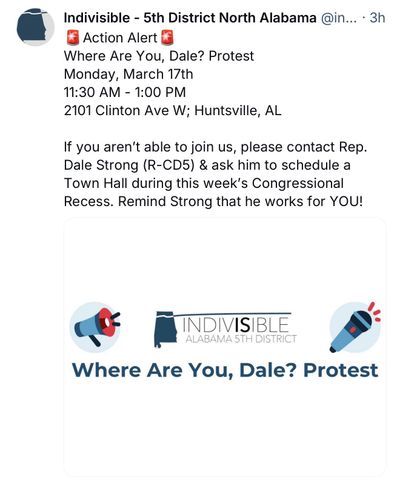 Indivisible - 5th District North Alabama @in... · 3h
🚨Action Alert🚨
Where Are You, Dale? Protest
Monday, March 17th
11:30 AM - 1:00 PM
2101 Clinton Ave W; Huntsville, AL
If you aren’t able to join us, please contact Rep.
Dale Strong (R-CD5) & ask him to schedule a
Town Hall during this week’s Congressional
Recess. Remind Strong that he works for YOU!
INDIVISIBLE
ALABAMA 5TH DISTRICT
Where Are You, Dale? Protest